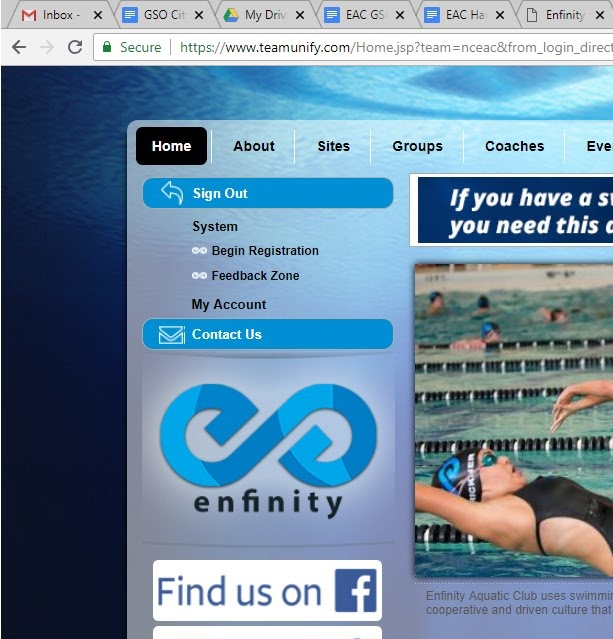 Inbox -
GSO Cit
My Driv
EAC GS
EAC Ha
Enfinity
Secure
https://www.teamunify.com/Home.jsp?team=nceac&from_login_direct
Home
About
Sites
Groups
Coaches
Eve
Sign Out
System
Begin Registration
Feedback Zone
My Account
Contact Us
enfinity
Find us on f
If you have a s
you need this a
RICKNER
Enfinity Aquatic Club uses swimmin
cooperative and driven culture that